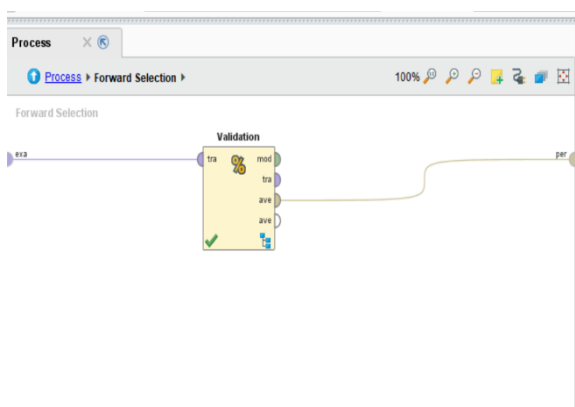 Process
Process ▸ Forward Selection ▸
100%
Forward Selection
Validation
exa
tra
mod
per
tra
ave
ave